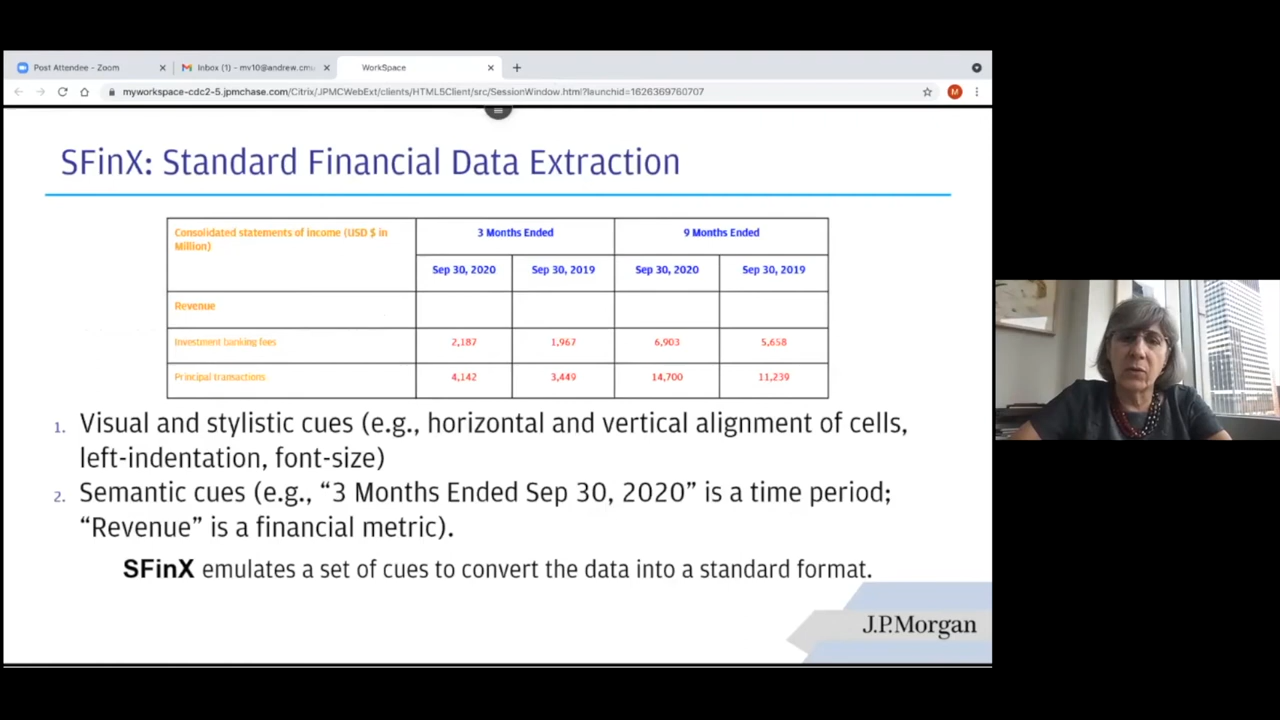 Post Attendee - Zoom
Inbox (1) - mv10@andrew.cmu
WorkSpace
myworkspace-cdc2-5.jpmchase.com/Citrix/JPMCWebExt/clients/HTML5Client/src/SessionWindow.html?launchid=1626369760707
M
SFinX: Standard Financial Data Extraction
Consolidated statements of income (USD $ in
Million)
3 Months Ended
9 Months Ended
Sep 30, 2020
Sep 30, 2019
Sep 30, 2020
Sep 30, 2019
Revenue
Investment banking fees
2,187
1,967
6,903
5,658
Principal transactions
4,142
3,449
14,700
11,239
1. Visual and stylistic cues (e.g., horizontal and vertical alignment of cells,
left-indentation, font-size)
2. Semantic cues (e.g., “3 Months Ended Sep 30, 2020” is a time period;
“Revenue” is a financial metric).
SFinX emulates a set of cues to convert the data into a standard format.
J.P.Morgan